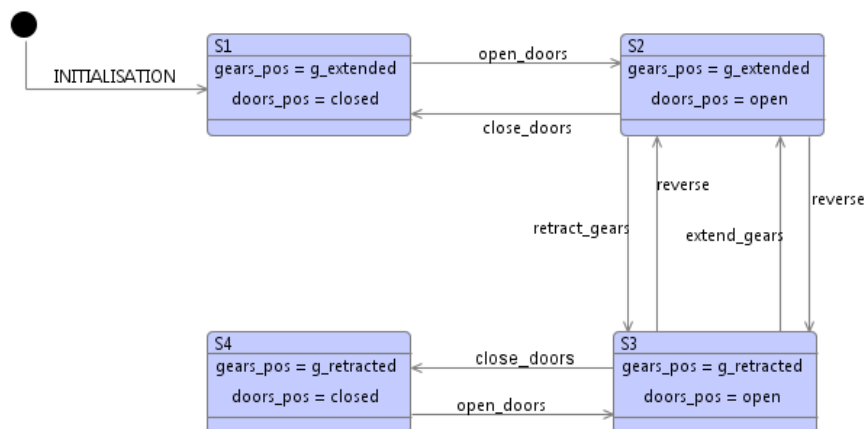 S1
gears_pos = g_extended
doors_pos = closed
INITIALISATION
open_doors
close_doors
S2
gears_pos = g_extended
doors_pos = open
retract_gears
reverse
extend_gears
reverse
S4
gears_pos = g_retracted
doors_pos = closed
close_doors
open_doors
S3
gears_pos = g_retracted
doors_pos = open